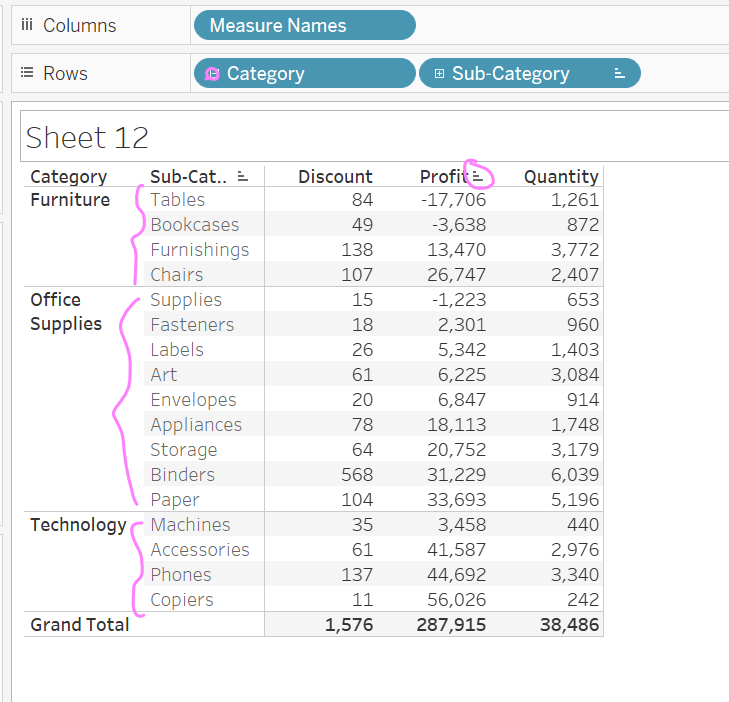 Columns Measure Names
Rows Category Sub-Category
Sheet 12
Category Sub-Cat.. Discount Profit Quantity
Furniture Tables 84 -17,706 1,261
Bookcases 49 -3,638 872
Furnishings 138 13,470 3,772
Chairs 107 26,747 2,407
Office Supplies 15 -1,223 653
Supplies Fasteners 18 2,301 960
Labels 26 5,342 1,403
Art 61 6,225 3,084
Envelopes 20 6,847 914
Appliances 78 18,113 1,748
Storage 64 20,752 3,179
Binders 568 31,229 6,039
Paper 104 33,693 5,196
Technology Machines 35 3,458 440
Accessories 61 41,587 2,976
Phones 137 44,692 3,340
Copiers 11 56,026 242
Grand Total 1,576 287,915 38,486